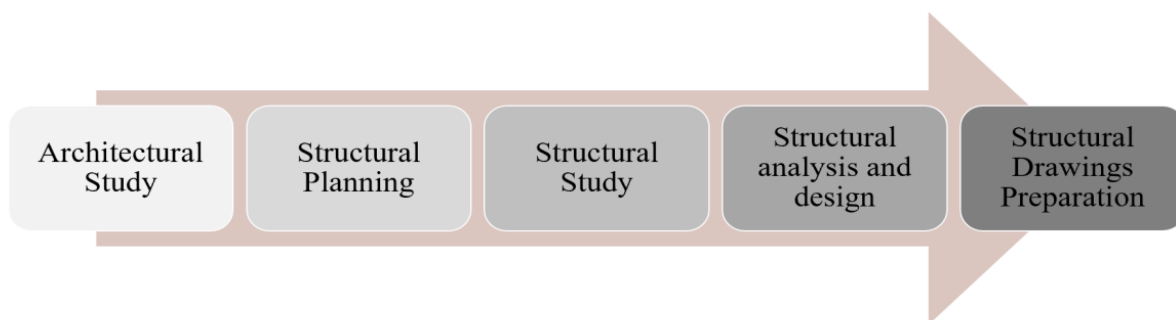 Architectural
Study
Structural
Planning
Structural
Study
Structural
analysis and
design
Structural
Drawings
Preparation